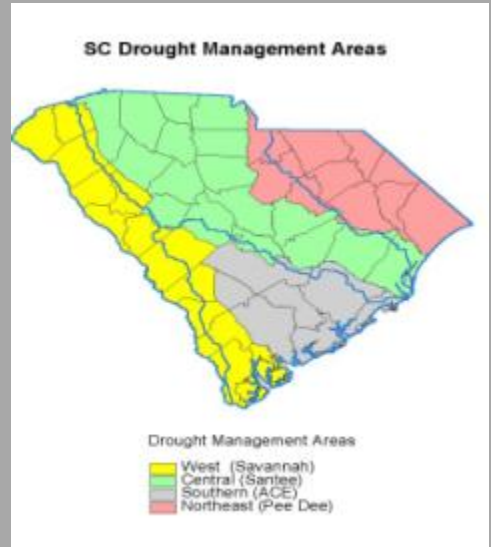 SC Drought Management Areas
Drought Management Areas
West (Savannah)
Central (Santee)
Southern (ACE)
Northeast (Pee Dee)